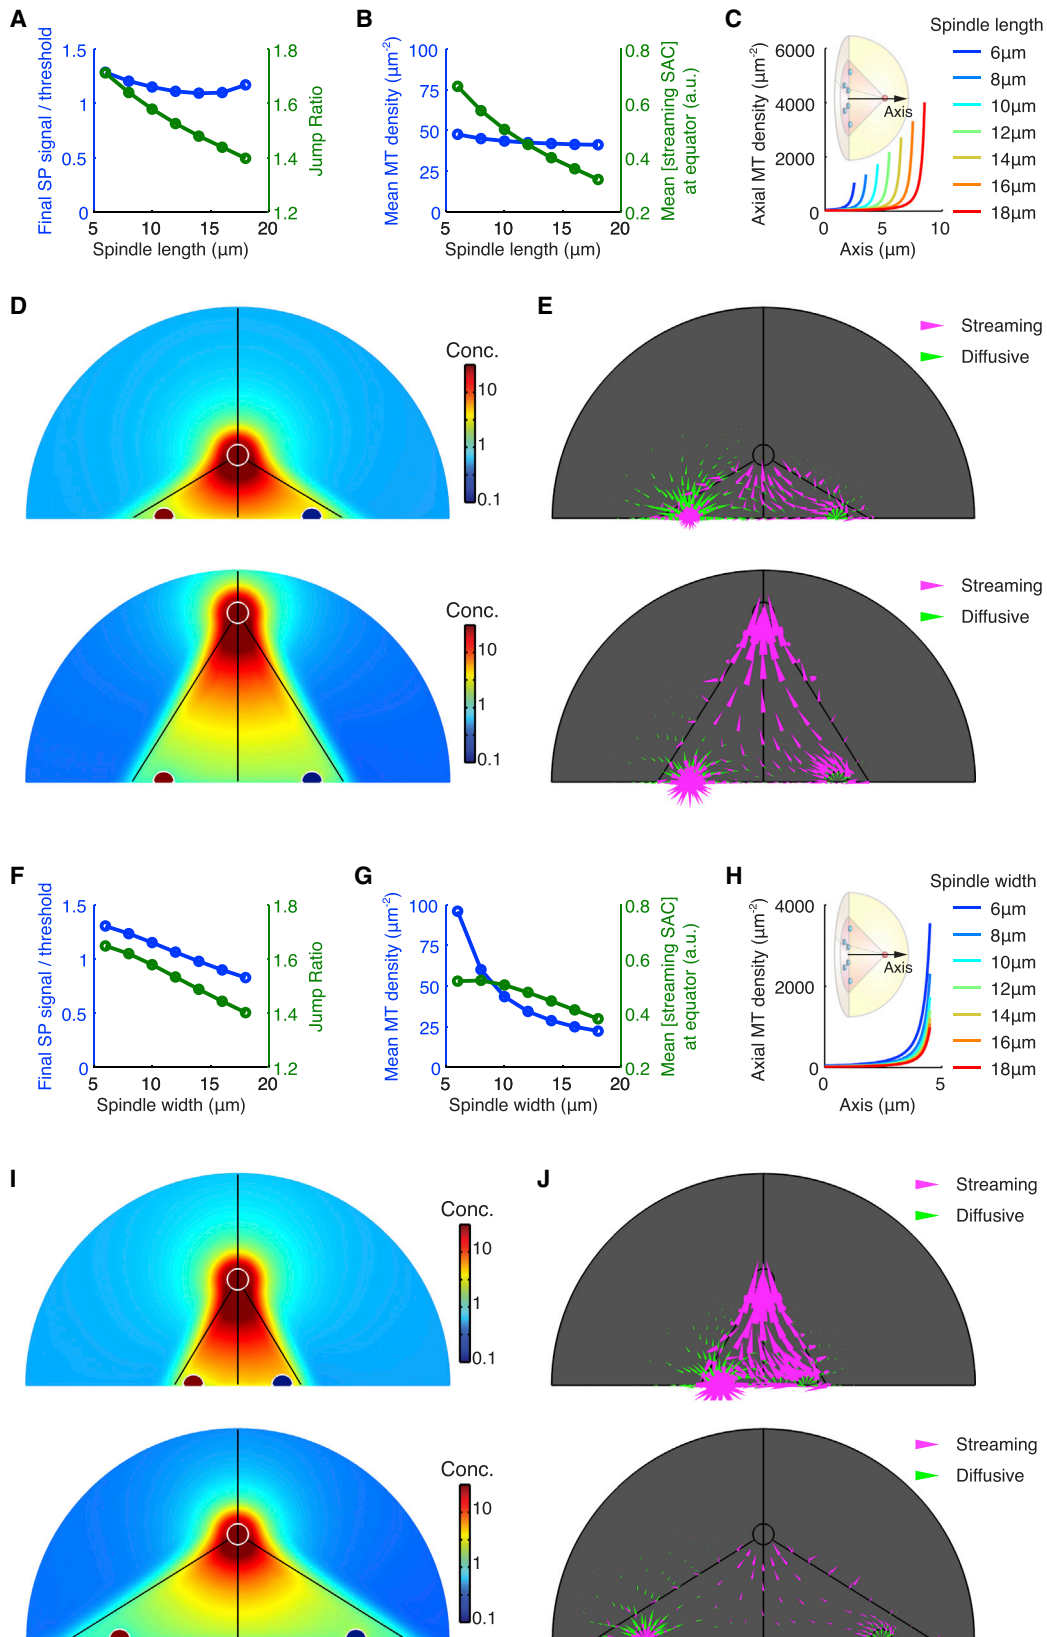 A
Final SP signal / threshold
1.5
1
0.5
0
5
10
15
20
Spindle length (µm)
1.8
1.6
1.4
1.2
Jump Ratio
B
Mean MT density (µm-2)
100
75
50
25
0
5
10
15
20
Spindle length (µm)
0.8
0.6
0.4
0.2
Mean [streaming SAC]
at equator (a.u.)
C
Axial MT density (µm-2)
6000
4000
2000
0
0
5
10
Axis (µm)
Axis
Spindle length
6µm
8µm
10µm
12µm
14µm
16µm
18µm
D
Conc.
10
1
0.1
Conc.
10
1
0.1
E
Streaming
Diffusive
Streaming
Diffusive
F
Final SP signal / threshold
1.5
1
0.5
0
5
10
15
20
Spindle width (µm)
1.8
1.6
1.4
1.2
Jump Ratio
G
Mean MT density (µm-2)
100
75
50
25
5
10
15
20
Spindle width (µm)
0.8
0.6
0.4
0.2
Mean [streaming SAC]
at equator (a.u.)
H
Axial MT density (µm-2)
4000
2000
0
0
5
Axis (µm)
Axis
Spindle width
6µm
8µm
10µm
12µm
14µm
16µm
18µm
I
Conc.
10
1
0.1
Conc.
10
1
0.1
J
Streaming
Diffusive
Streaming
Diffusive